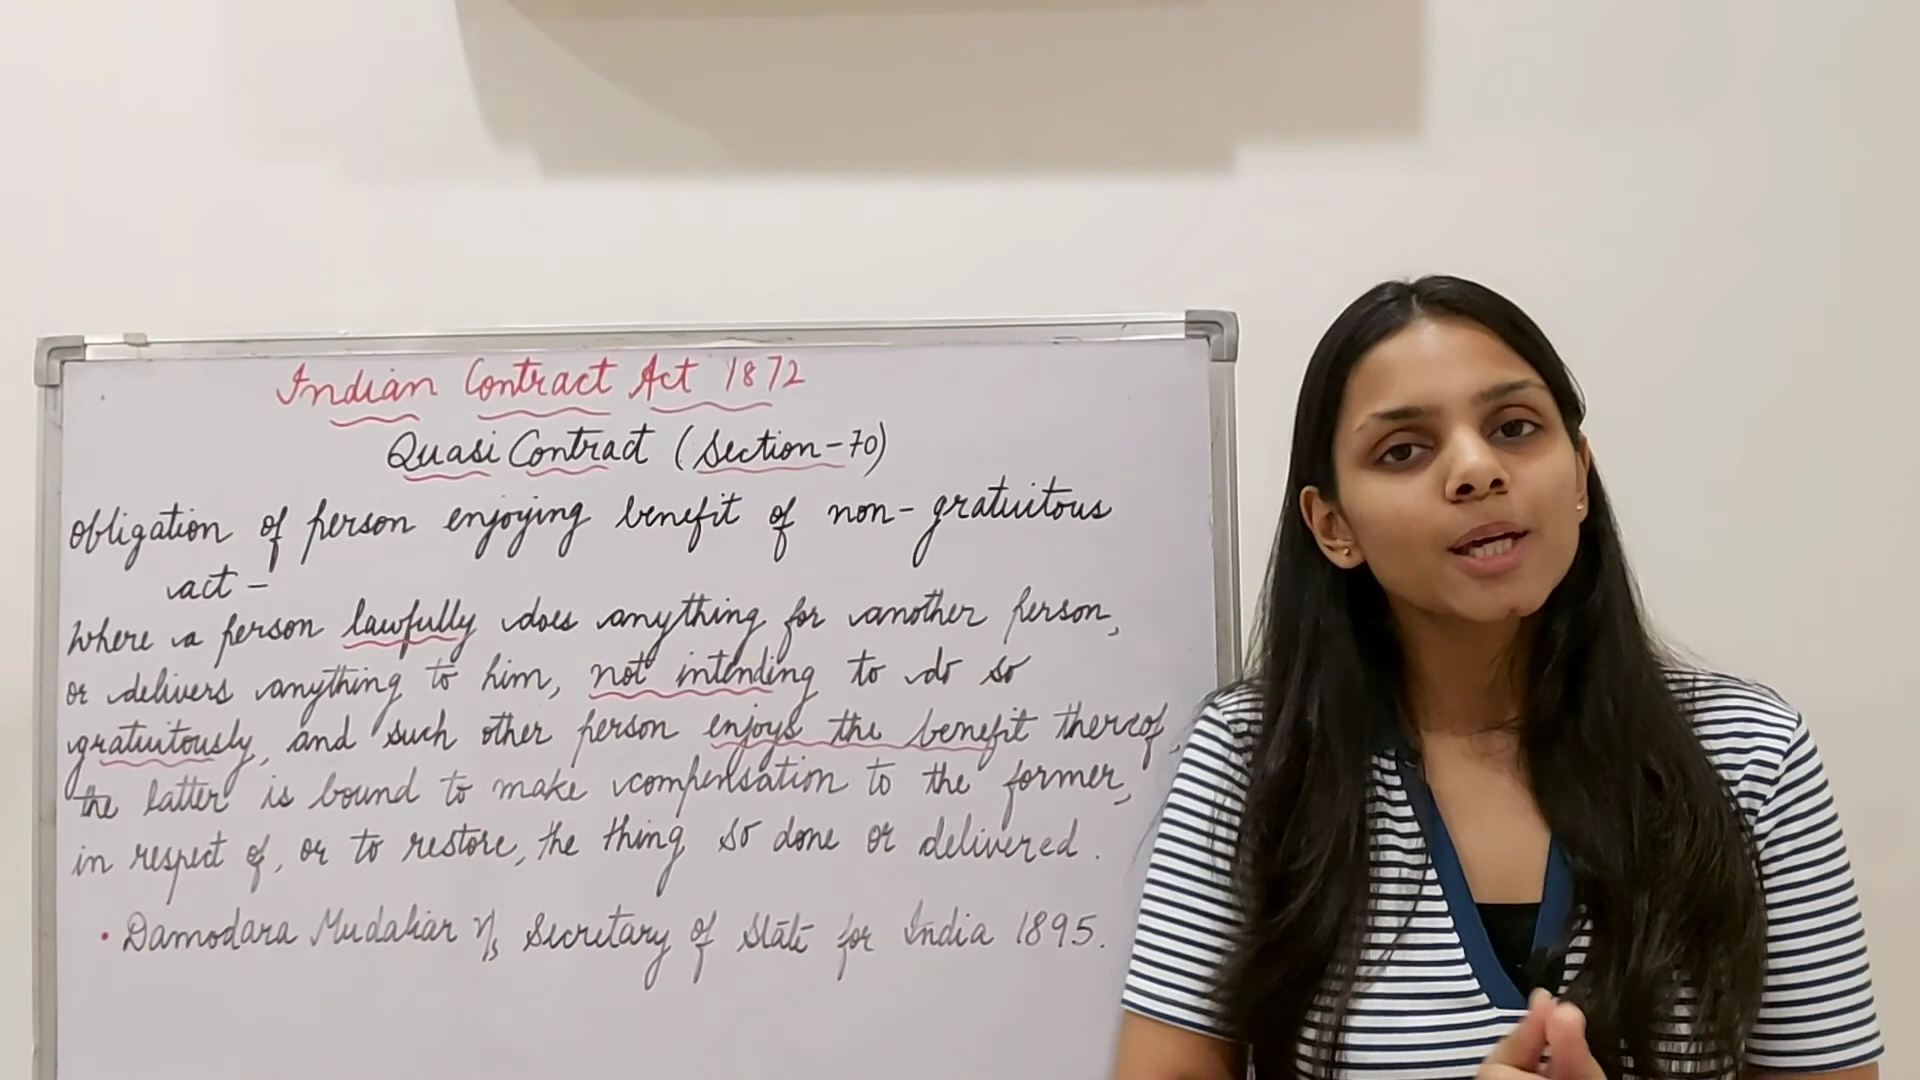 Indian Contract Act 1872
Quasi Contract (Section-70)
Obligation of person enjoying benefit of non-gratuitous
act -
Where a person lawfully does anything for another person,
or delivers anything to him, not intending to do so
gratuitously, and such other person enjoys the benefit thereof,
the latter is bound to make compensation to the former,
in respect of, or to restore, the thing so done or delivered.
• Damodara Mudaliar V/s Secretary of State for India 1895.